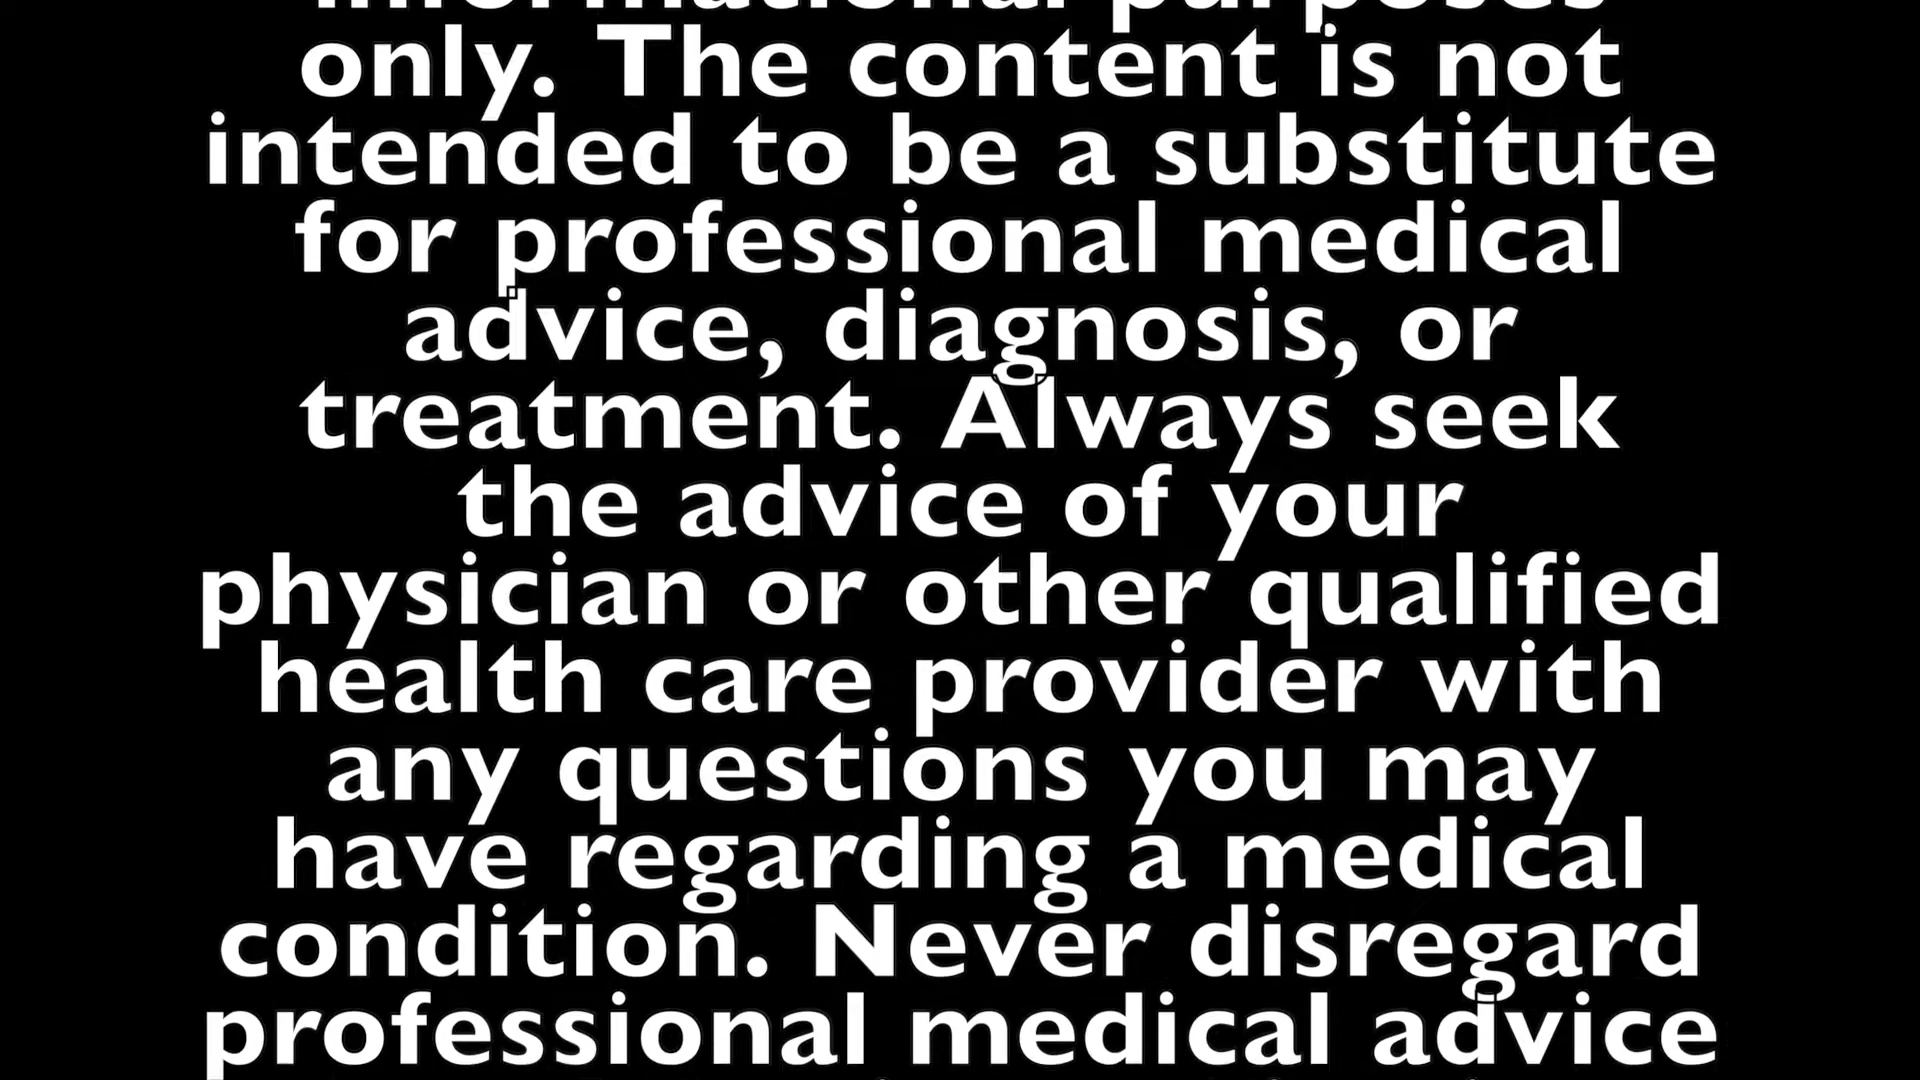 informational purposes
only. The content is not
intended to be a substitute
for professional medical
advice, diagnosis, or
treatment. Always seek
the advice of your
physician or other qualified
health care provider with
any questions you may
have regarding a medical
condition. Never disregard
professional medical advice